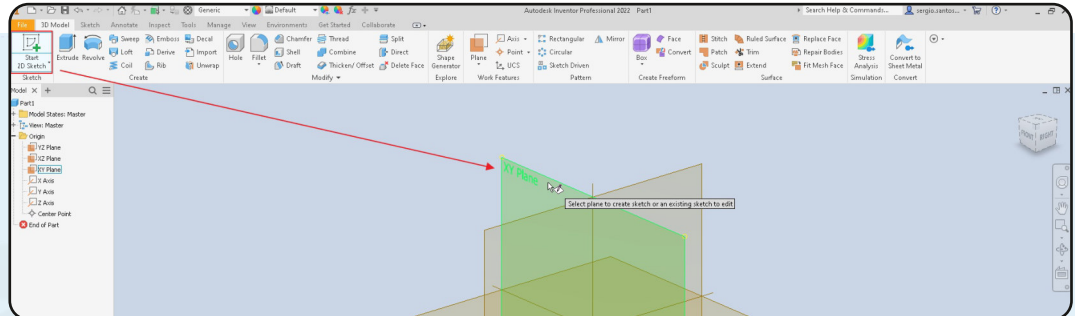 Generic
Default
Autodesk Inventor Professional 2022 Part1
Search Help & Commands...
sergio.santos...
File 3D Model Sketch Annotate Inspect Tools Manage View Environments Get Started Collaborate
Start
2D Sketch
Extrude Revolve
Sweep Emboss Decal
Loft Derive Import
Coil Rib Unwrap
Hole Fillet
Chamfer Thread Split
Shell Combine Direct
Draft Thicken/ Offset Delete Face
Shape
Generator
Plane
Axis
Point
UCS
Rectangular Mirror
Circular
Sketch Driven
Box
Face
Convert
Stitch Ruled Surface Replace Face
Patch Trim Repair Bodies
Sculpt Extend Fit Mesh Face
Stress
Analysis
Convert to
Sheet Metal
Sketch Create Modify Explore Work Features Pattern Create Freeform Surface Simulation Convert
Model
Part1
Model States: Master
View: Master
Origin
YZ Plane
XZ Plane
XY Plane
X Axis
Y Axis
Z Axis
Center Point
End of Part
XY Plane
Select plane to create sketch or an existing sketch to edit
FRONT RIGHT